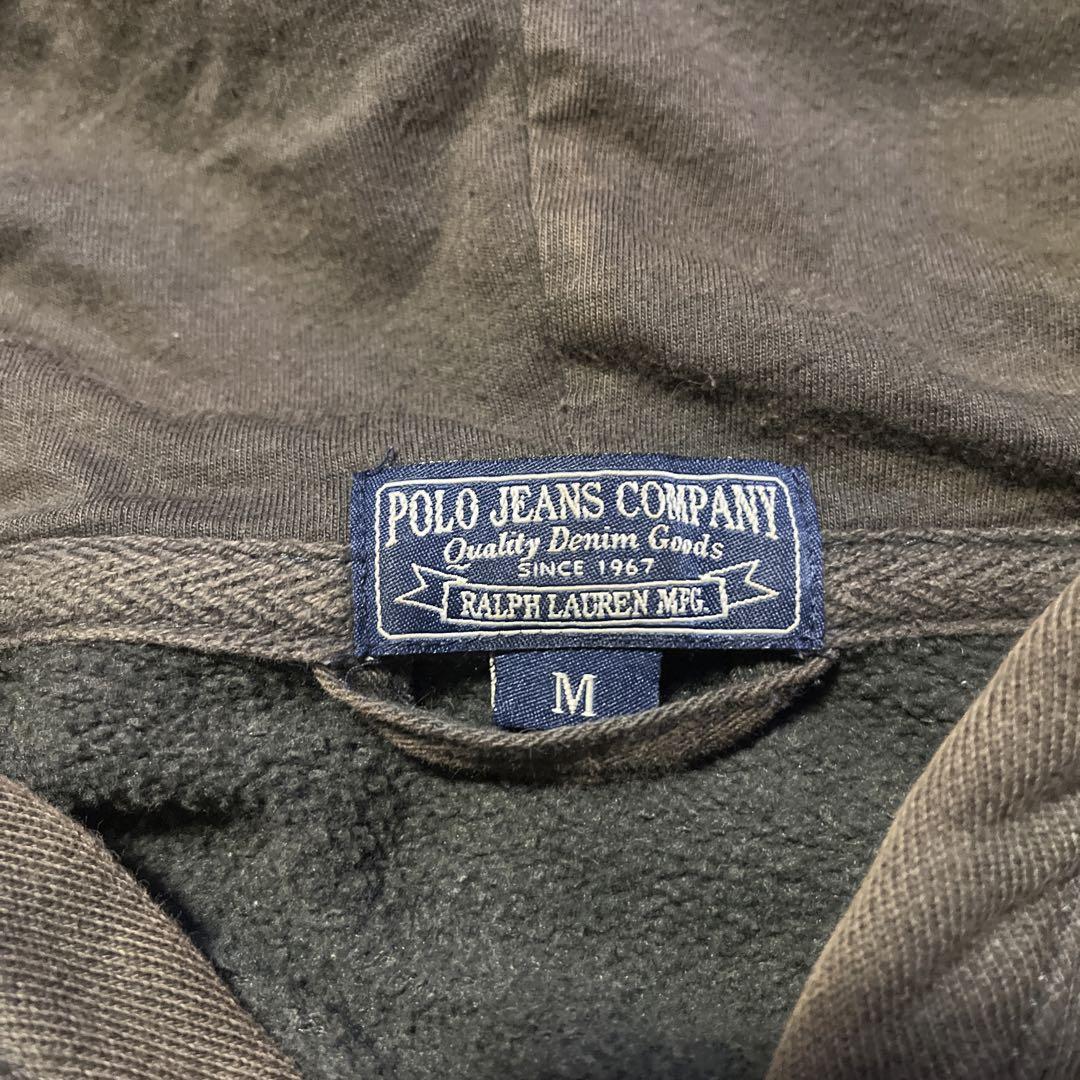 POLO JEANS COMPANY
Quality Denim Goods
SINCE 1967
RALPH LAUREN MFG.
M